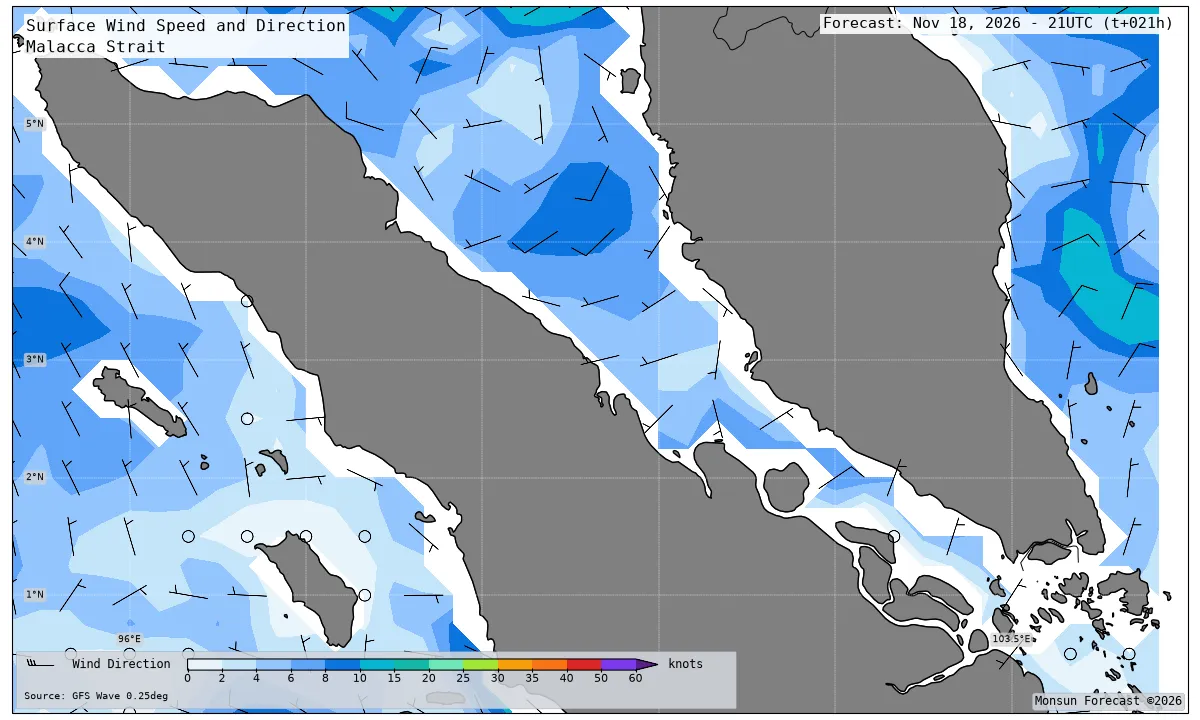 Surface Wind Speed and Direction
Malacca Strait
Forecast: Nov 18, 2026 - 21UTC (t+021h)
5°N
4°N
3°N
2°N
1°N
96°E
103.5°E
Wind Direction
0 2 4 6 8 10 15 20 25 30 35 40 50 60
knots
Source: GFS Wave 0.25deg
Monsun Forecast ©2026